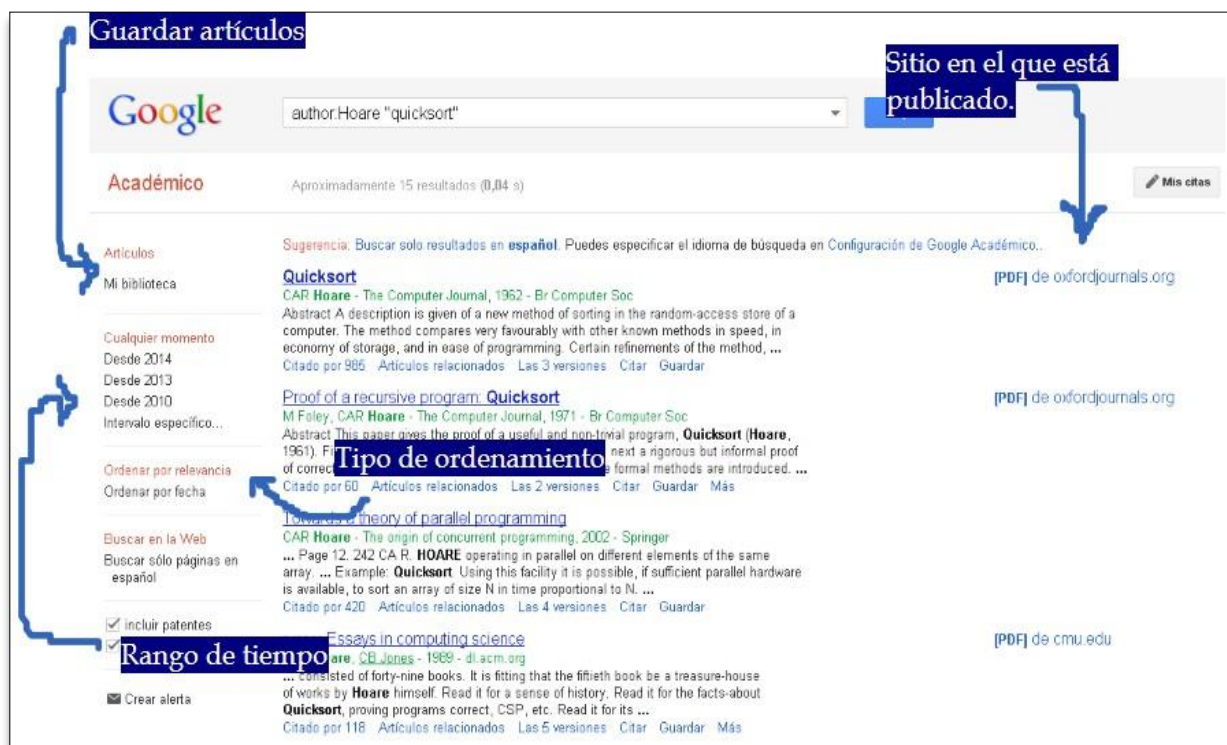 Guardar artículos
Sitio en el que está
publicado.
Google
author:Hoare "quicksort"
Académico
Aproximadamente 15 resultados (0,04 s)
Mis citas
Artículos
Mi biblioteca
Cualquier momento
Desde 2014
Desde 2013
Desde 2010
Intervalo específico...
Ordenar por relevancia
Ordenar por fecha
Buscar en la Web
Buscar sólo páginas en
español
incluir patentes
Rango de tiempo
Crear alerta
Sugerencia: Buscar solo resultados en español. Puedes especificar el idioma de búsqueda en Configuración de Google Académico..
Quicksort
[PDF] de oxfordjournals.org
CAR Hoare - The Computer Journal, 1962 - Br Computer Soc
Abstract A description is given of a new method of sorting in the random-access store of a
computer. The method compares very favourably with other known methods in speed, in
economy of storage, and in ease of programming. Certain refinements of the method, ...
Citado por 985 Artículos relacionados Las 3 versiones Citar Guardar
Proof of a recursive program: Quicksort
[PDF] de oxfordjournals.org
M Foley, CAR Hoare - The Computer Journal, 1971 - Br Computer Soc
Abstract This paper gives the proof of a useful and non-trivial program, Quicksort (Hoare,
1961). next a rigorous but informal proof
Tipo de ordenamiento
of formal methods are introduced. ...
Citado por 60 Artículos relacionados Las 2 versiones Citar Guardar Más
Towards a theory of parallel programming
CAR Hoare - The origin of concurrent programming, 2002 - Springer
... Page 12. 242 CA R. HOARE operating in parallel on different elements of the same
array. ... Example: Quicksort. Using this facility it is possible, if sufficient parallel hardware
is available, to sort an array of size N in time proportional to N. ...
Citado por 420 Artículos relacionados Las 4 versiones Citar Guardar
Essays in computing science
[PDF] de cmu.edu
CB Jones - 1989 - dl.acm.org
... consisted of forty-nine books. It is fitting that the fiftieth book be a treasure-house
of works by Hoare himself. Read it for a sense of history. Read it for the facts-about
Quicksort, proving programs correct, CSP, etc. Read it for its ...
Citado por 118 Artículos relacionados Las 5 versiones Citar Guardar Más